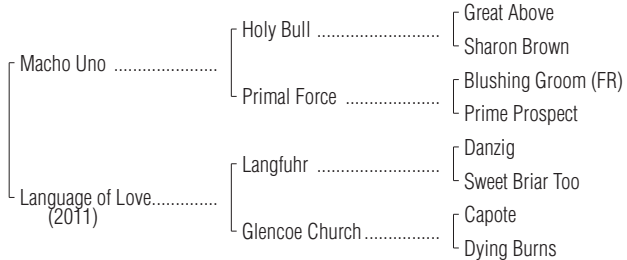 Great Above
Holy Bull ........................
Sharon Brown
Macho Uno ....................
Blushing Groom (FR)
Primal Force ..................
Prime Prospect
Danzig
Langfuhr ........................
Sweet Briar Too
Language of Love.............
(2011)
Capote
Glencoe Church...............
Dying Burns